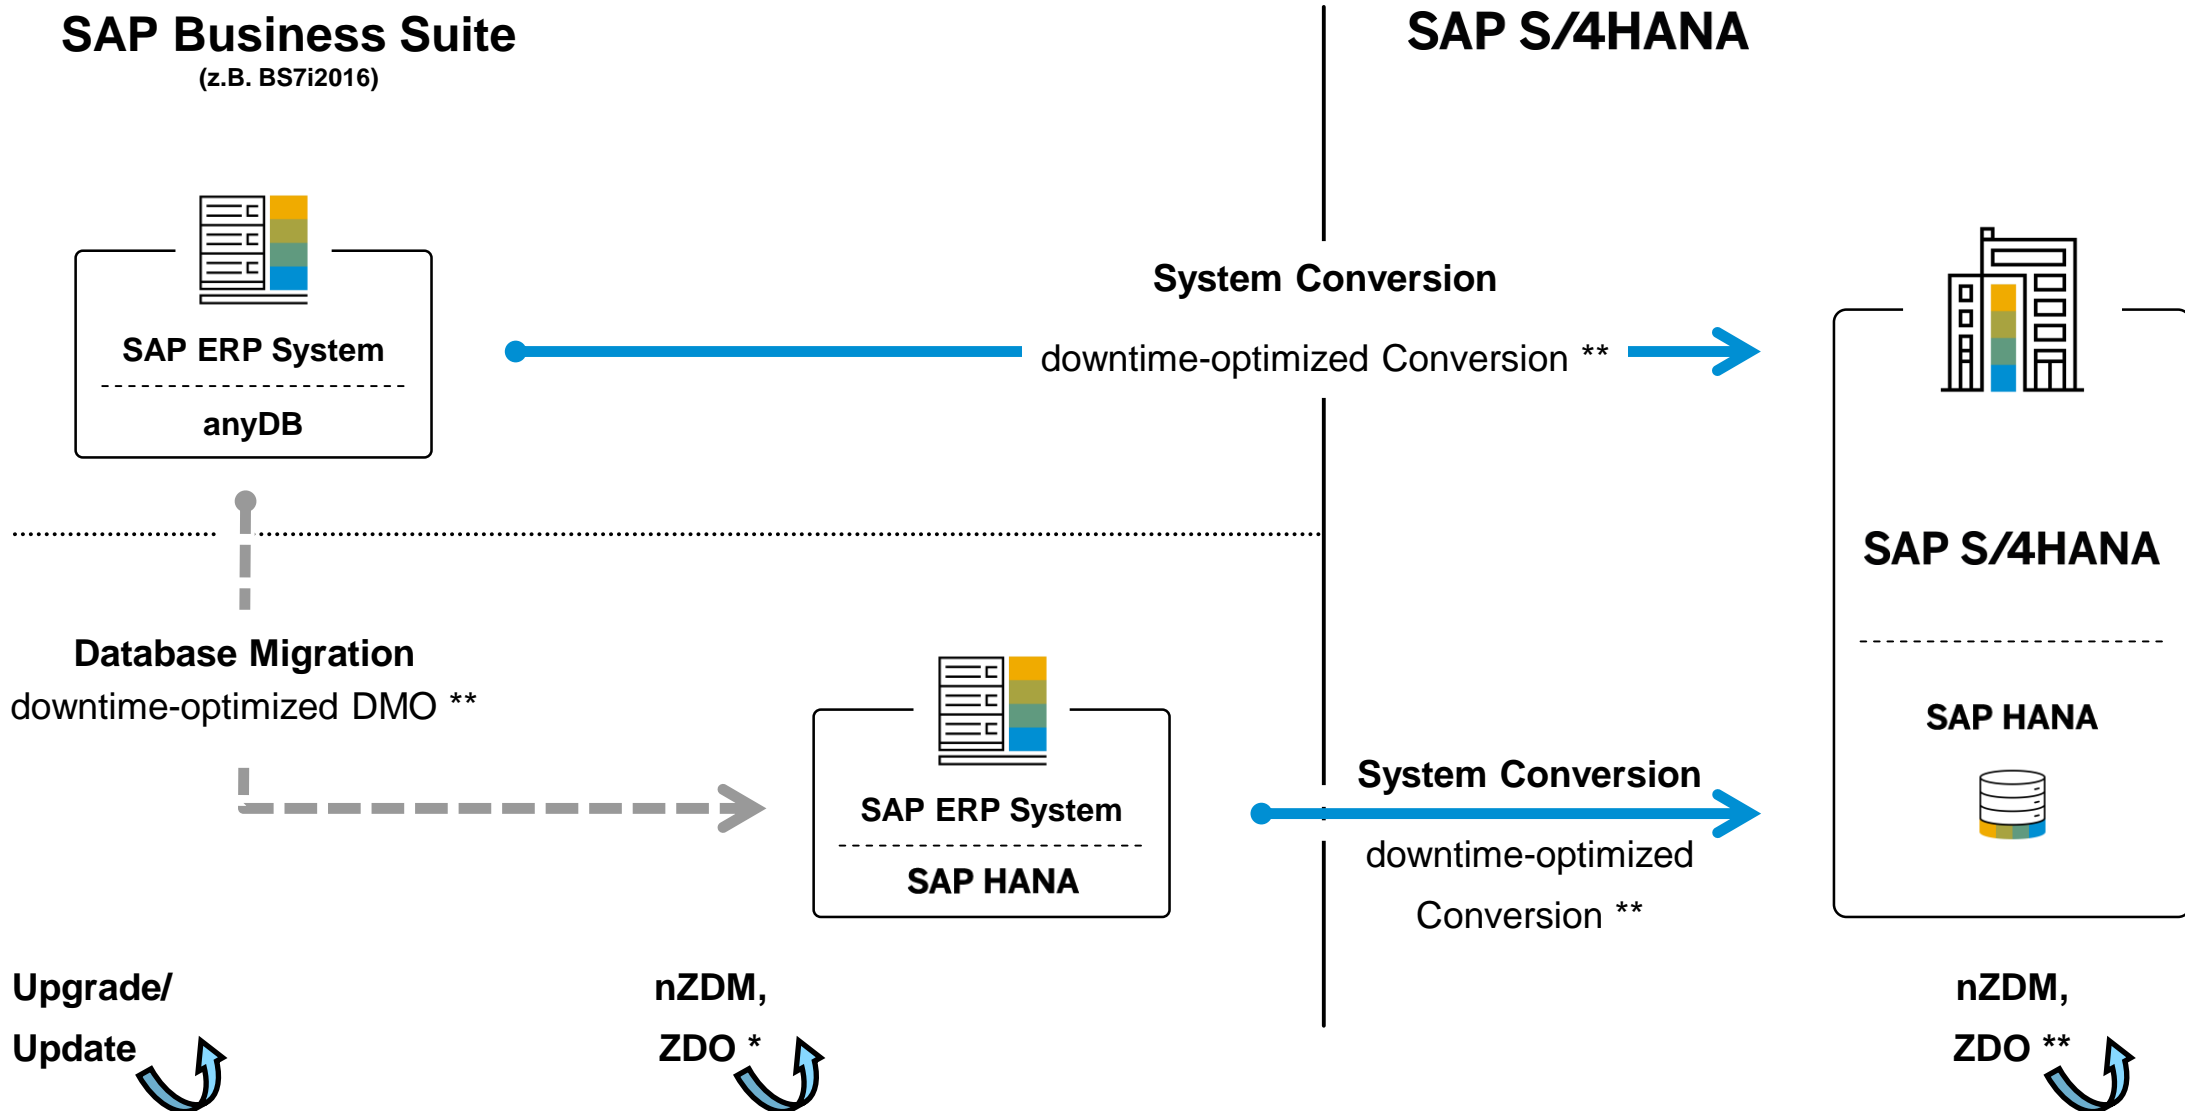 SAP Business Suite
(z.B. BS7i2016)
SAP S/4HANA
SAP ERP System
anyDB
System Conversion
downtime-optimized Conversion **
Database Migration
downtime-optimized DMO **
SAP ERP System
SAP HANA
System Conversion
downtime-optimized
Conversion **
SAP S/4HANA
SAP HANA
Upgrade/
Update
nZDM,
ZDO *
nZDM,
ZDO **